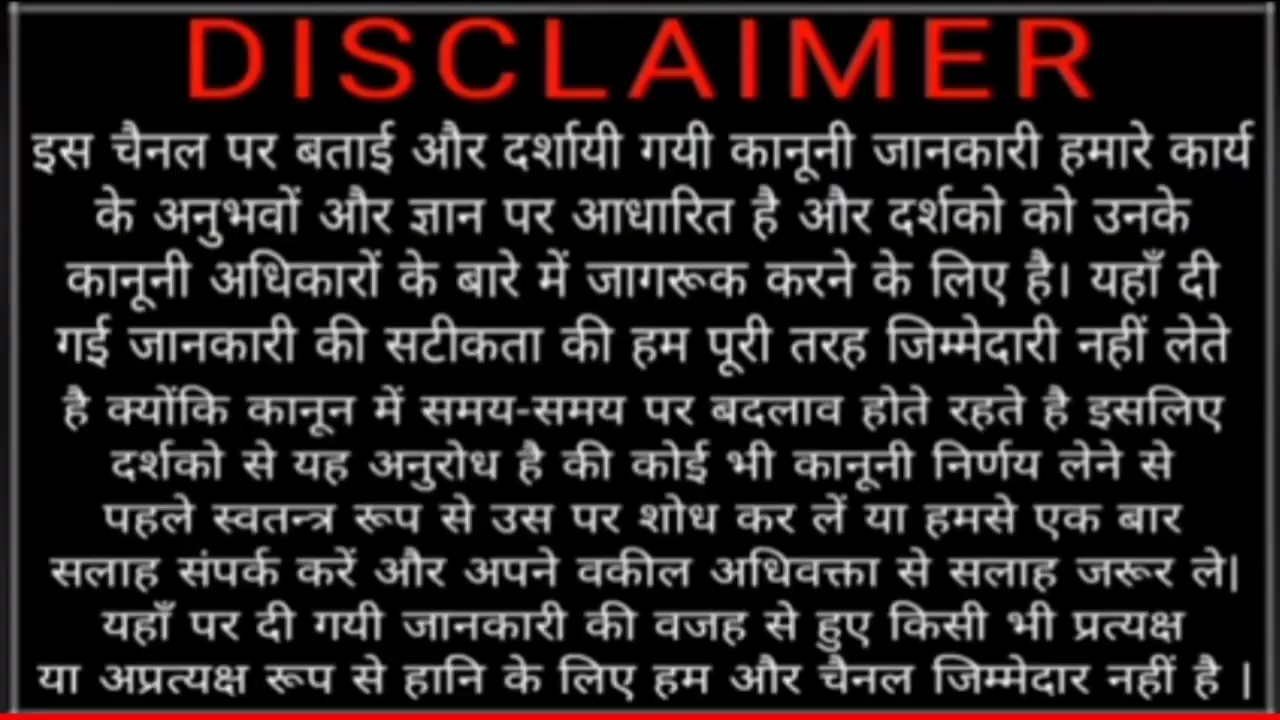 DISCLAIMER
इस चैनल पर बताई और दर्शायी गयी कानूनी जानकारी हमारे कार्य
के अनुभवों और ज्ञान पर आधारित है और दर्शको को उनके
कानूनी अधिकारों के बारे में जागरूक करने के लिए है। यहाँ दी
गई जानकारी की सटीकता की हम पूरी तरह जिम्मेदारी नहीं लेते
है क्योंकि कानून में समय-समय पर बदलाव होते रहते है इसलिए
दर्शको से यह अनुरोध है की कोई भी कानूनी निर्णय लेने से
पहले स्वतन्त्र रूप से उस पर शोध कर लें या हमसे एक बार
सलाह संपर्क करें और अपने वकील अधिवक्ता से सलाह जरूर ले|
यहाँ पर दी गयी जानकारी की वजह से हुए किसी भी प्रत्यक्ष
या अप्रत्यक्ष रूप से हानि के लिए हम और चैनल जिम्मेदार नहीं है |